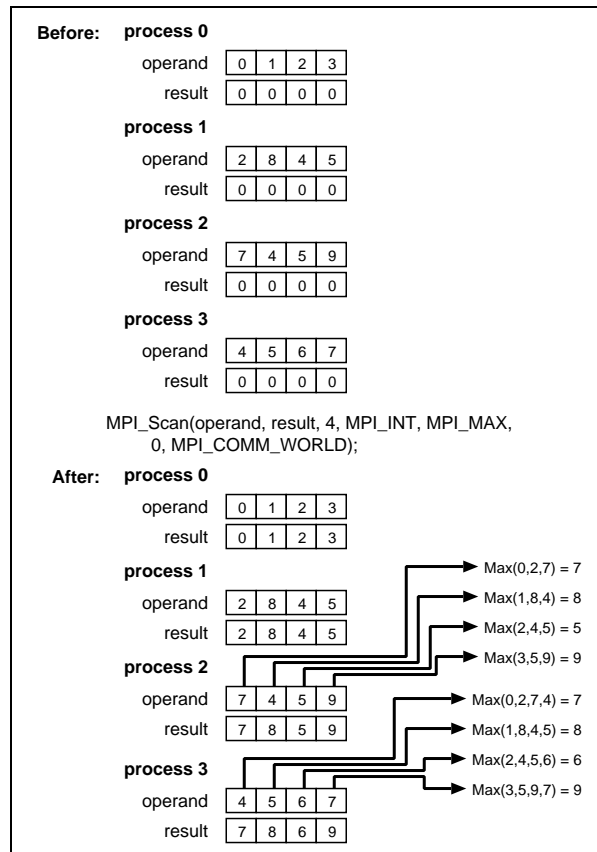 Before: process 0
operand 0 1 2 3
result 0 0 0 0
process 1
operand 2 8 4 5
result 0 0 0 0
process 2
operand 7 4 5 9
result 0 0 0 0
process 3
operand 4 5 6 7
result 0 0 0 0
MPI_Scan(operand, result, 4, MPI_INT, MPI_MAX,
0, MPI_COMM_WORLD);
After: process 0
operand 0 1 2 3
result 0 1 2 3
process 1
operand 2 8 4 5
result 2 8 4 5
process 2
operand 7 4 5 9
result 7 8 5 9
process 3
operand 4 5 6 7
result 7 8 6 9
Max(0,2,7) = 7
Max(1,8,4) = 8
Max(2,4,5) = 5
Max(3,5,9) = 9
Max(0,2,7,4) = 7
Max(1,8,4,5) = 8
Max(2,4,5,6) = 6
Max(3,5,9,7) = 9